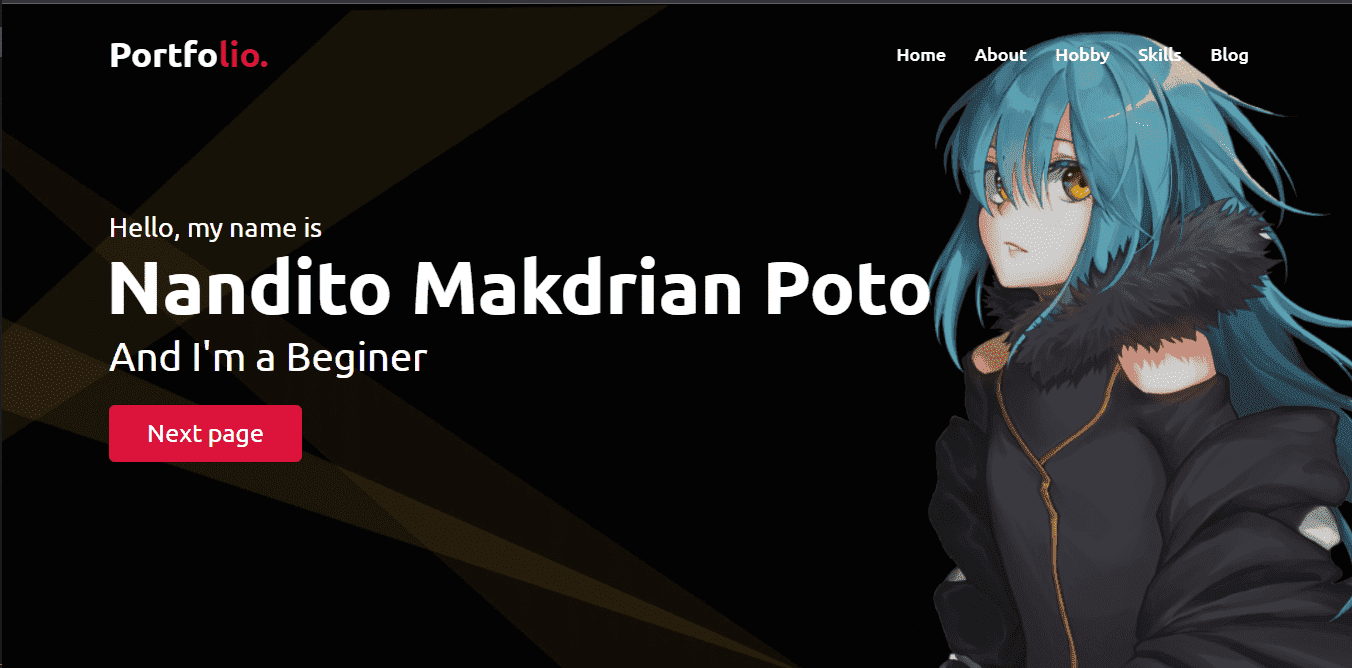 Portfolio.
Home About Hobby Skills Blog
Hello, my name is
Nandito Makdrian Poto
And I'm a Beginer
Next page